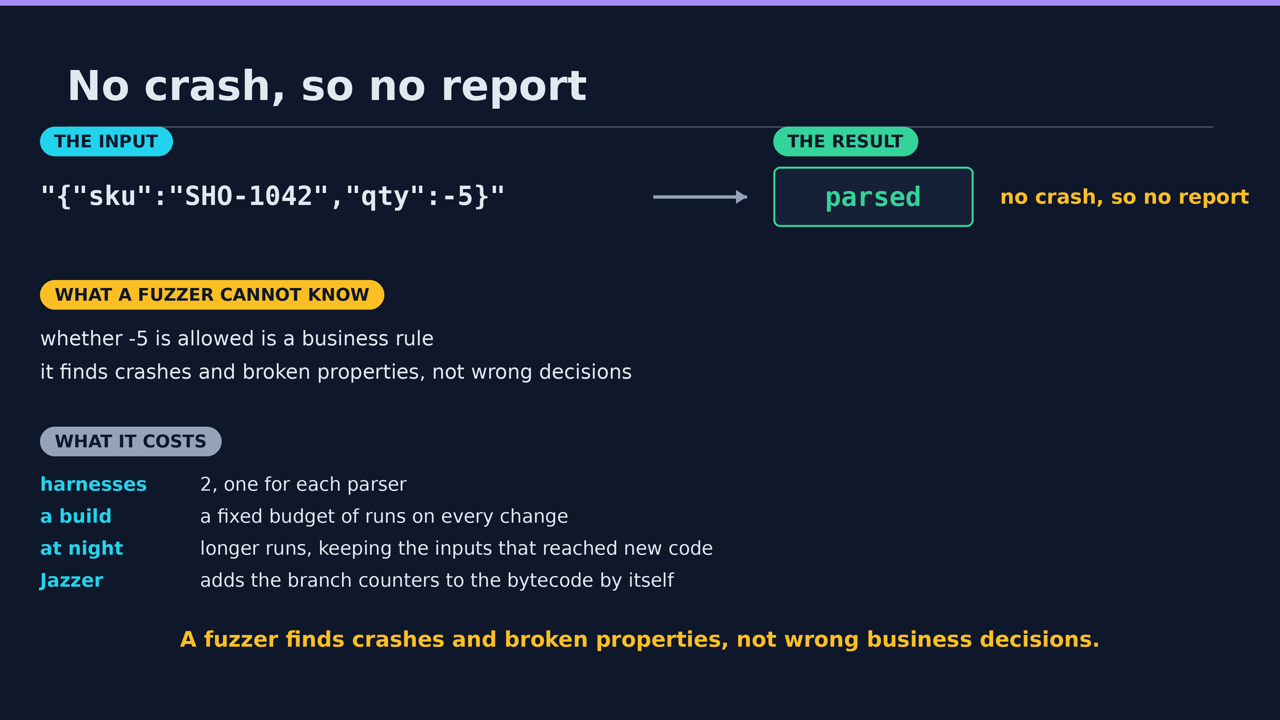 No crash, so no report
THE INPUT
THE RESULT
"{"sku":"SHO-1042","qty":-5}"
parsed
no crash, so no report
WHAT A FUZZER CANNOT KNOW
whether -5 is allowed is a business rule
it finds crashes and broken properties, not wrong decisions
WHAT IT COSTS
harnesses 2, one for each parser
a build a fixed budget of runs on every change
at night longer runs, keeping the inputs that reached new code
Jazzer adds the branch counters to the bytecode by itself
A fuzzer finds crashes and broken properties, not wrong business decisions.